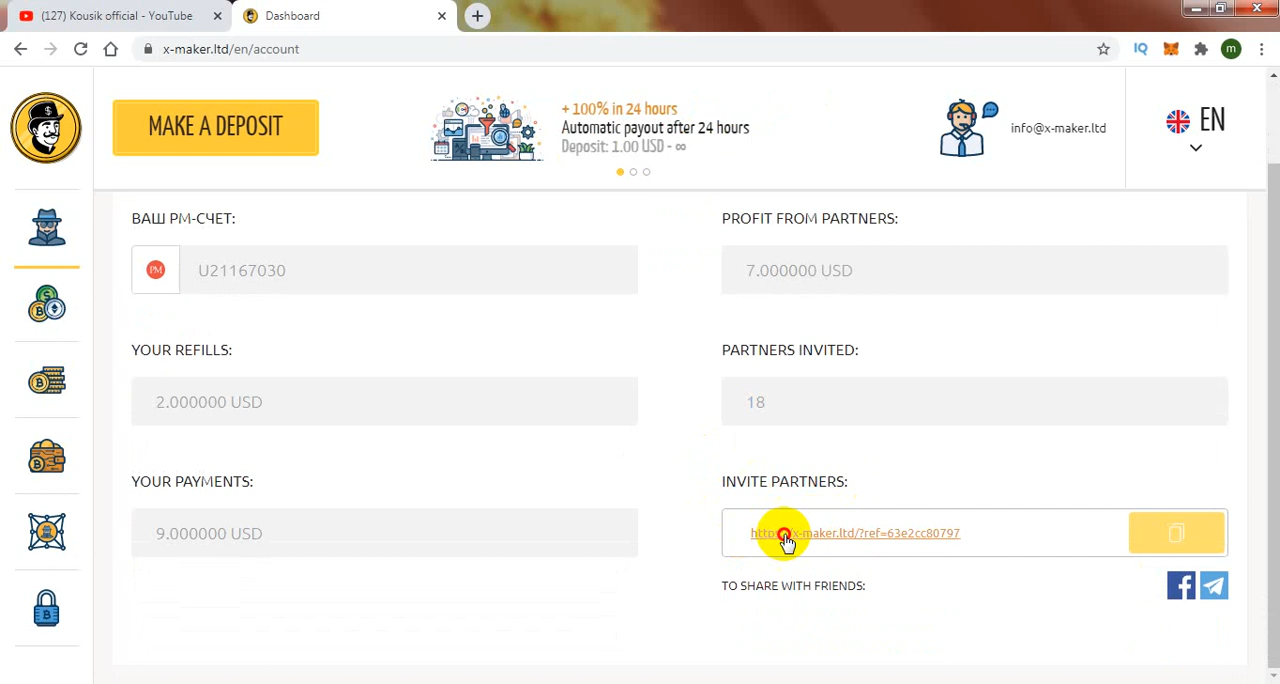 (127) Kousik official - YouTube
Dashboard
x-maker.ltd/en/account
IQ
m
MAKE A DEPOSIT
+ 100% in 24 hours
Automatic payout after 24 hours
Deposit: 1.00 USD - ∞
info@x-maker.ltd
EN
ВАШ PM-СЧЕТ:
PM
U21167030
PROFIT FROM PARTNERS:
7.000000 USD
YOUR REFILLS:
2.000000 USD
PARTNERS INVITED:
18
YOUR PAYMENTS:
9.000000 USD
INVITE PARTNERS:
https://x-maker.ltd/?ref=63e2cc80797
TO SHARE WITH FRIENDS: